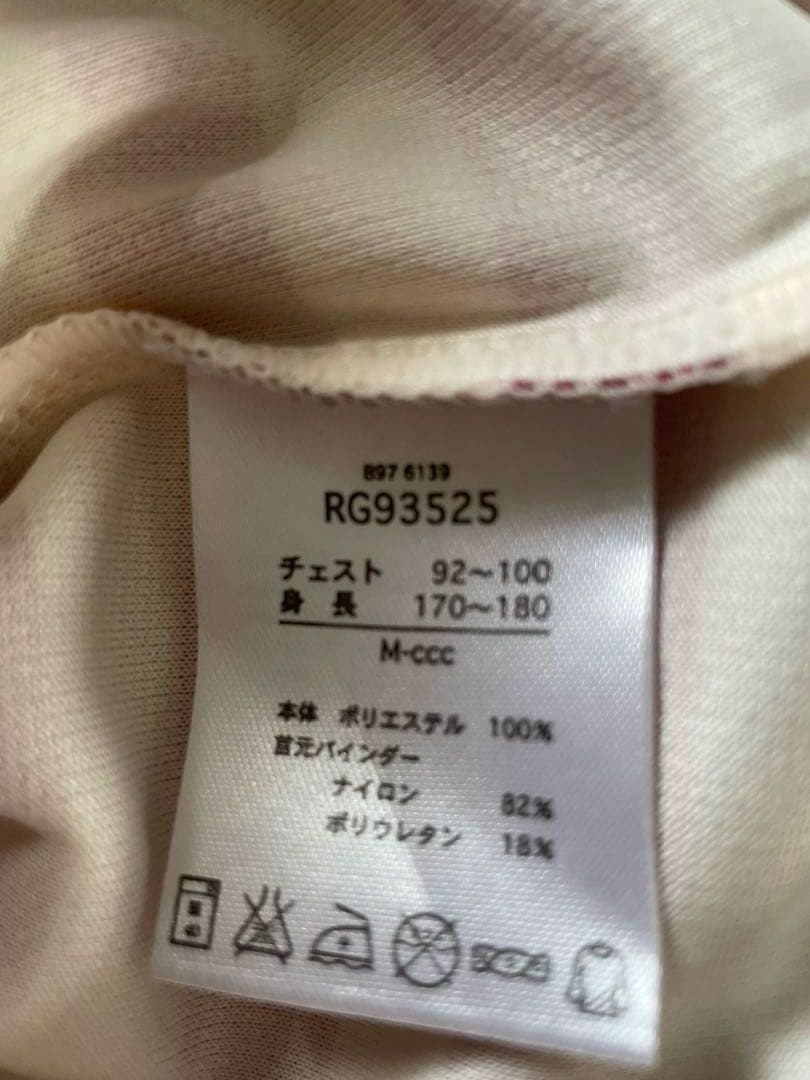 897 6139
RG93525
チェスト 92～100
身長 170～180
M-ccc
本体 ポリエステル 100%
首元バインダー
ナイロン 82%
ポリウレタン 18%
40